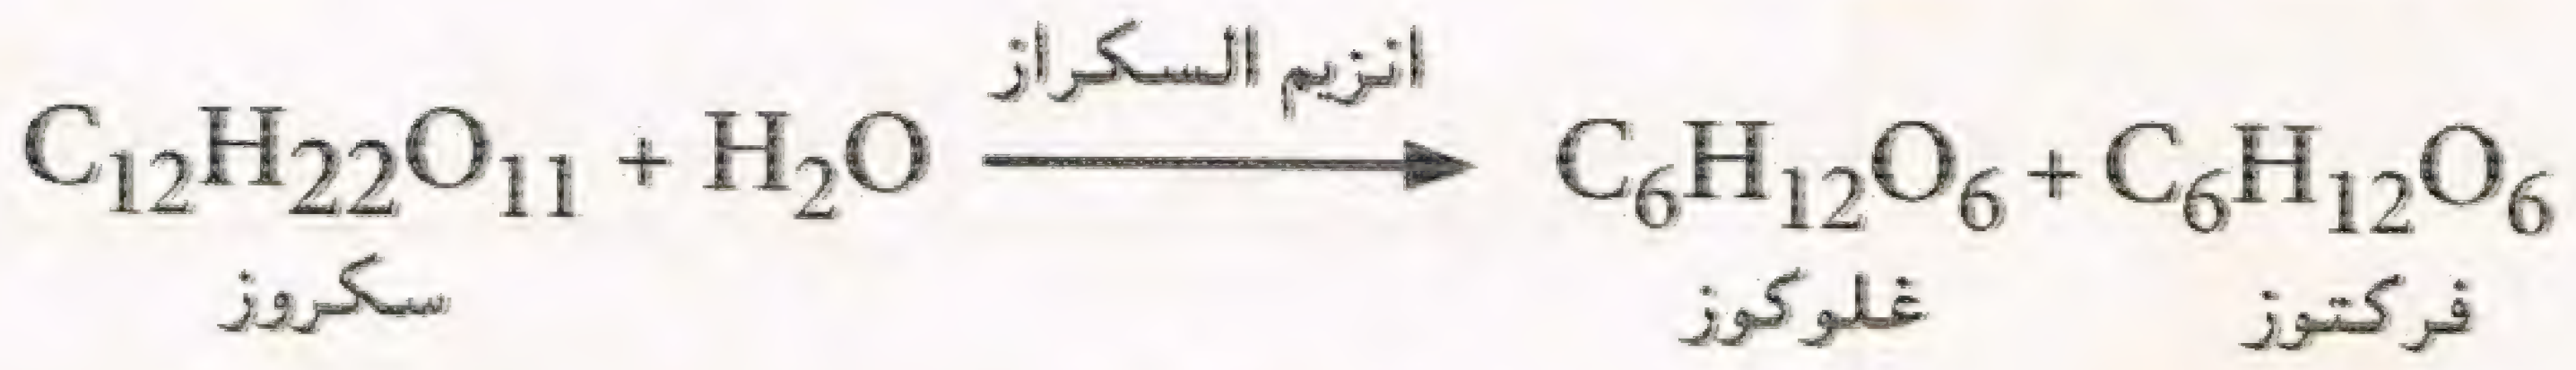 انزيم السكراز
C₁₂H₂₂O₁₁ + H₂O ⟶ C₆H₁₂O₆ + C₆H₁₂O₆
سكروز غلوكوز فركتوز